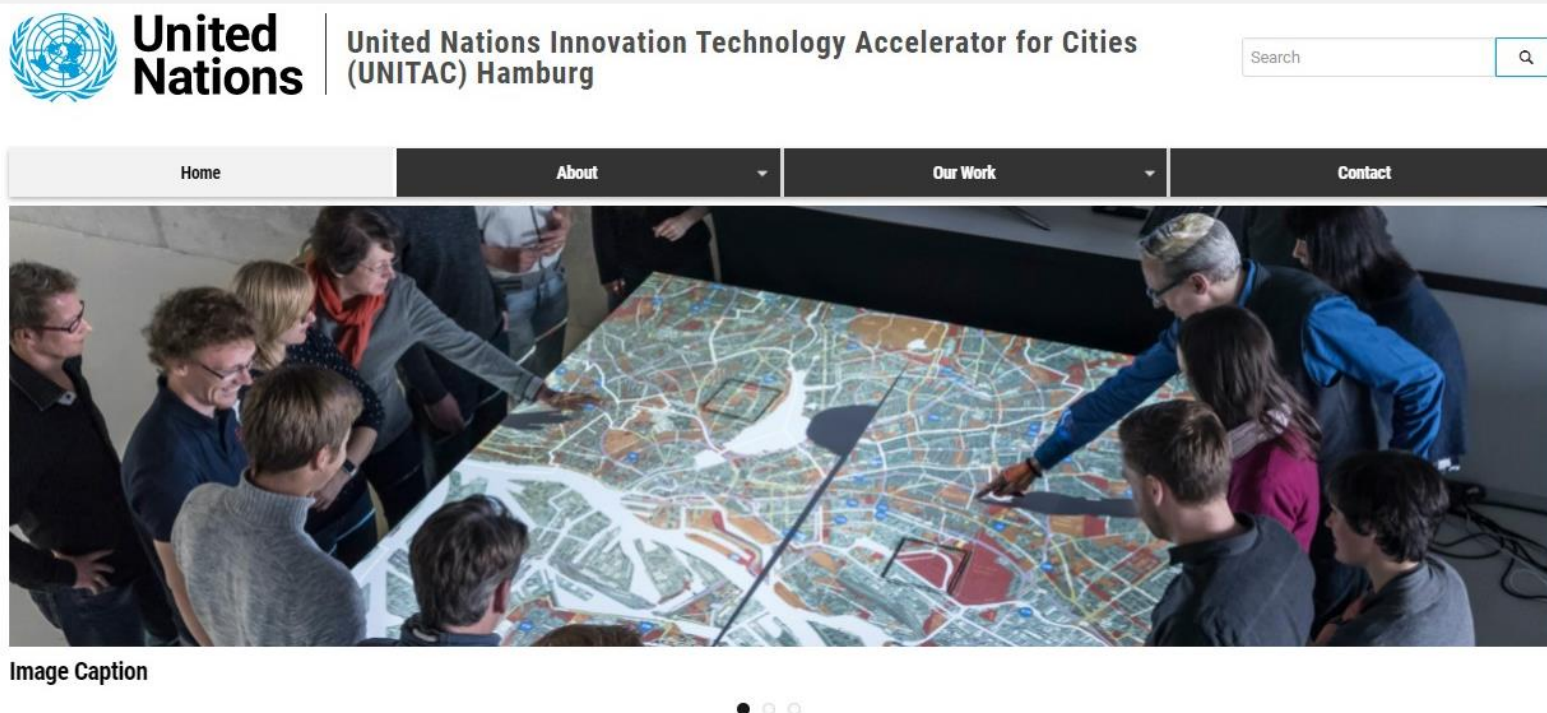 United
Nations
United Nations Innovation Technology Accelerator for Cities
(UNITAC) Hamburg
Search
Home
About
Our Work
Contact
Image Caption